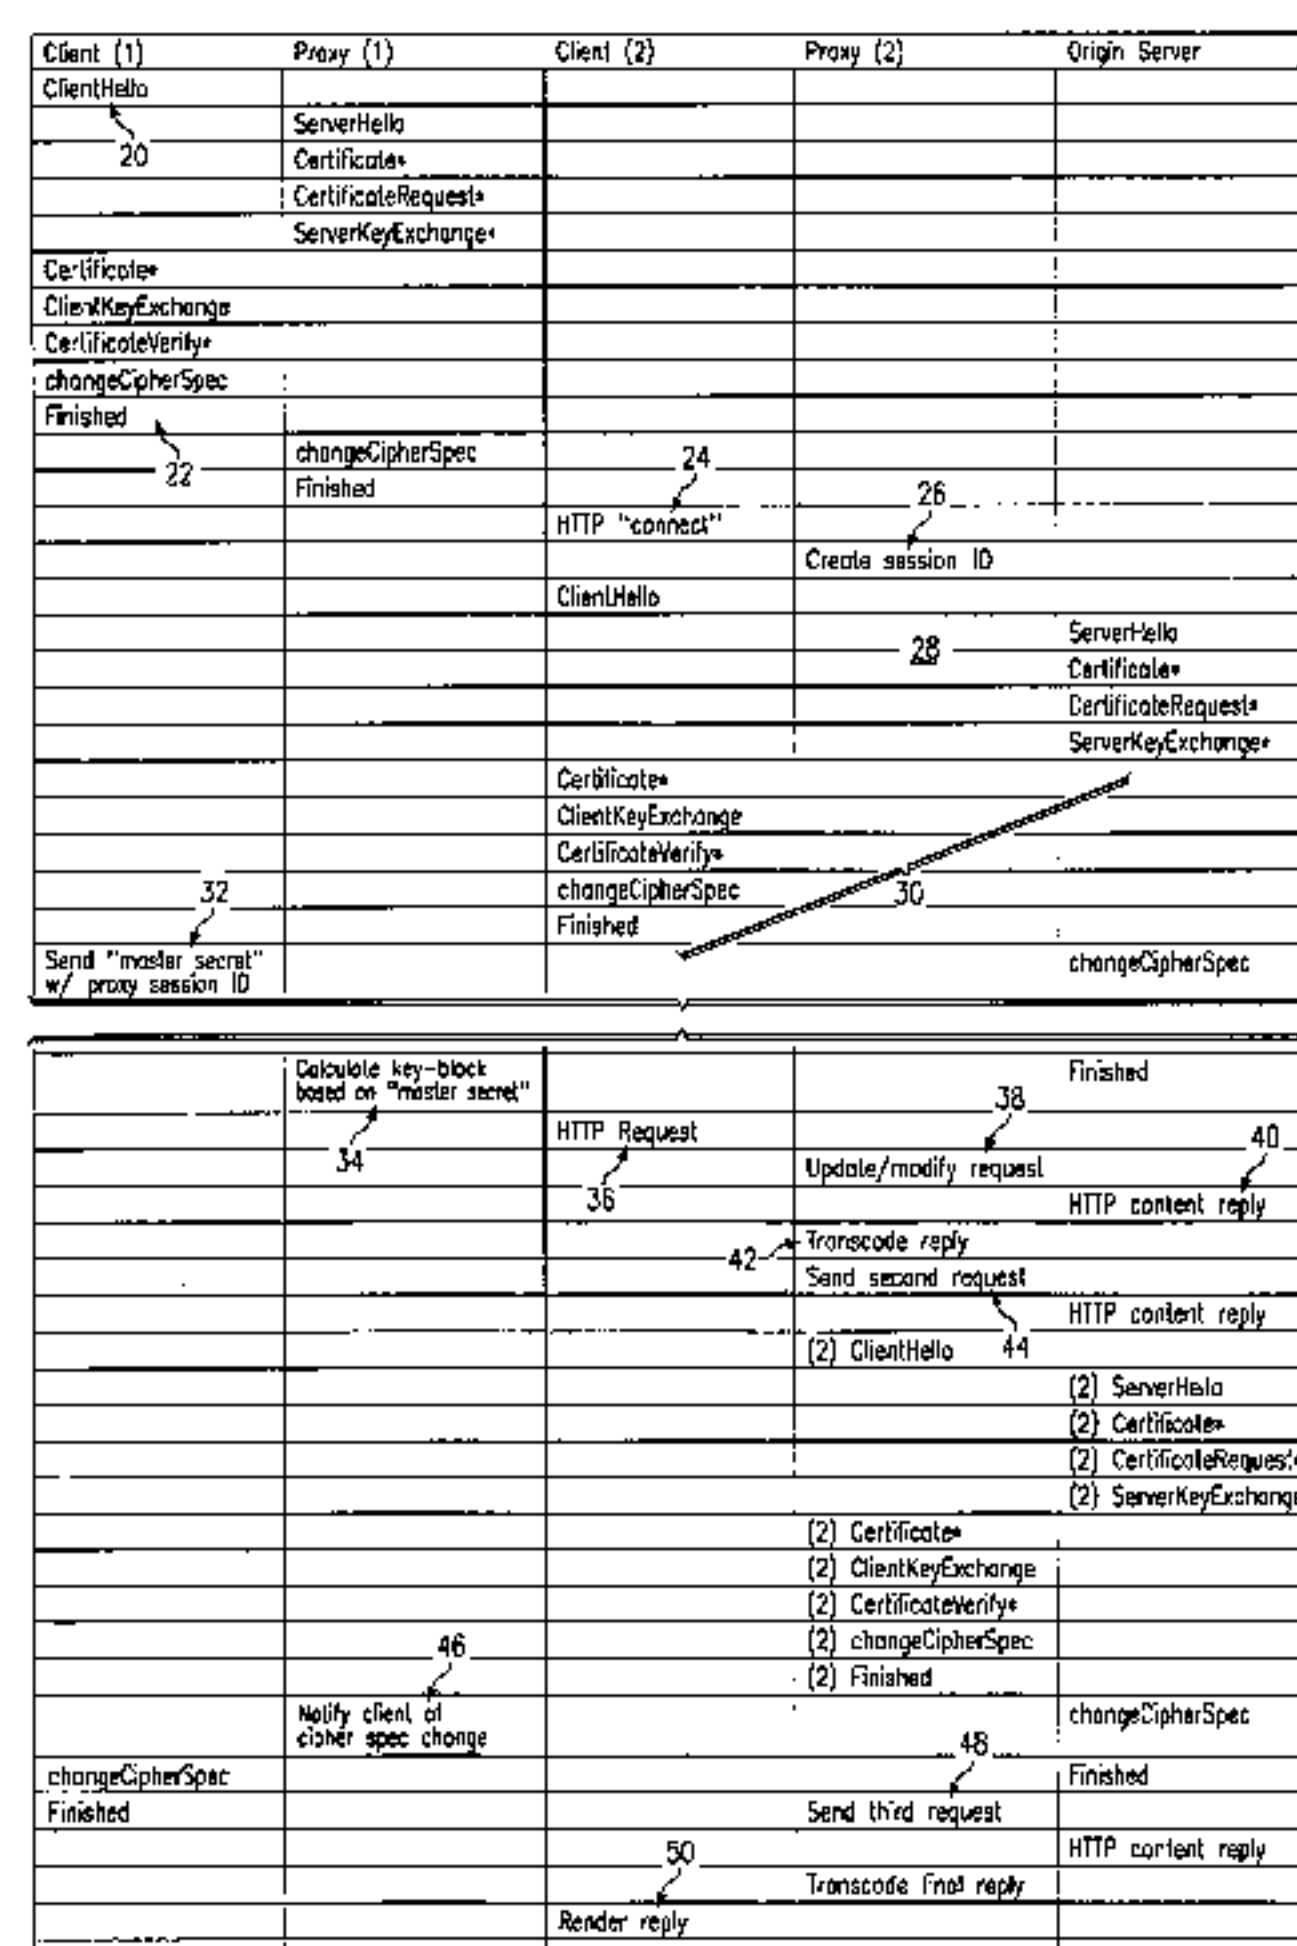 Client (1) Proxy (1) Client (2) Proxy (2) Origin Server
ClientHello
ServerHello
20
Certificate*
CertificateRequest*
ServerKeyExchange*
Certificate*
ClientKeyExchange
CertificateVerify*
changeCipherSpec
Finished
changeCipherSpec 24
22
Finished 26
HTTP "connect"
Create session ID
ClientHello
ServerHello
28
Certificate*
CertificateRequest*
ServerKeyExchange*
Certificate*
ClientKeyExchange
CertificateVerify*
32 changeCipherSpec 30
Finished
Send "master secret" changeCipherSpec
w/ proxy session ID
Calculate key-block Finished
based on "master secret"
38
HTTP Request 40
34 Update/modify request
36 HTTP content reply
Transcode reply
42
Send second request
HTTP content reply
(2) ClientHello 44
(2) ServerHello
(2) Certificate*
(2) CertificateRequest*
(2) ServerKeyExchange
(2) Certificate*
(2) ClientKeyExchange
(2) CertificateVerify*
46 (2) changeCipherSpec
(2) Finished
Notify client of changeCipherSpec
cipher spec change
48
changeCipherSpec Finished
Finished Send third request
50 HTTP content reply
Transcode final reply
Render reply